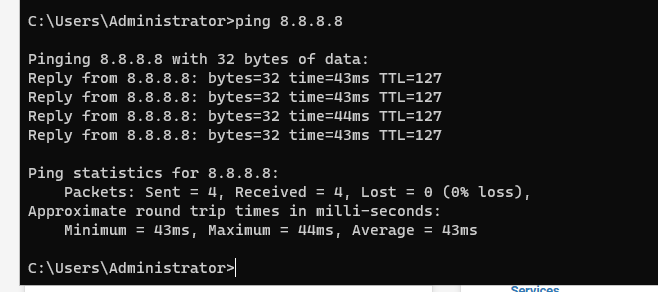 C:\Users\Administrator>ping 8.8.8.8
Pinging 8.8.8.8 with 32 bytes of data:
Reply from 8.8.8.8: bytes=32 time=43ms TTL=127
Reply from 8.8.8.8: bytes=32 time=43ms TTL=127
Reply from 8.8.8.8: bytes=32 time=44ms TTL=127
Reply from 8.8.8.8: bytes=32 time=43ms TTL=127
Ping statistics for 8.8.8.8:
    Packets: Sent = 4, Received = 4, Lost = 0 (0% loss),
Approximate round trip times in milli-seconds:
    Minimum = 43ms, Maximum = 44ms, Average = 43ms
C:\Users\Administrator>
Services